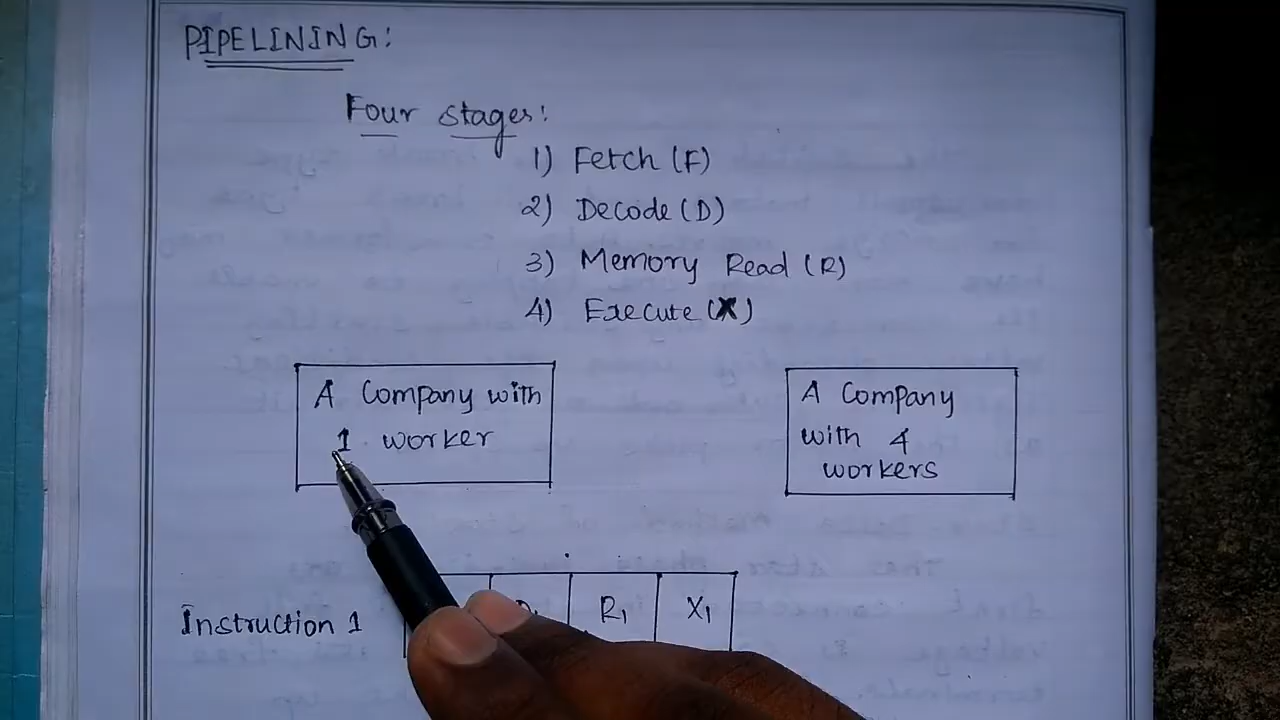 PIPELINING:
Four stages:
1) Fetch (F)
2) Decode (D)
3) Memory Read (R)
4) Execute (X)
A Company with
1 worker
A Company
with 4
workers
Instruction 1
R1
X1